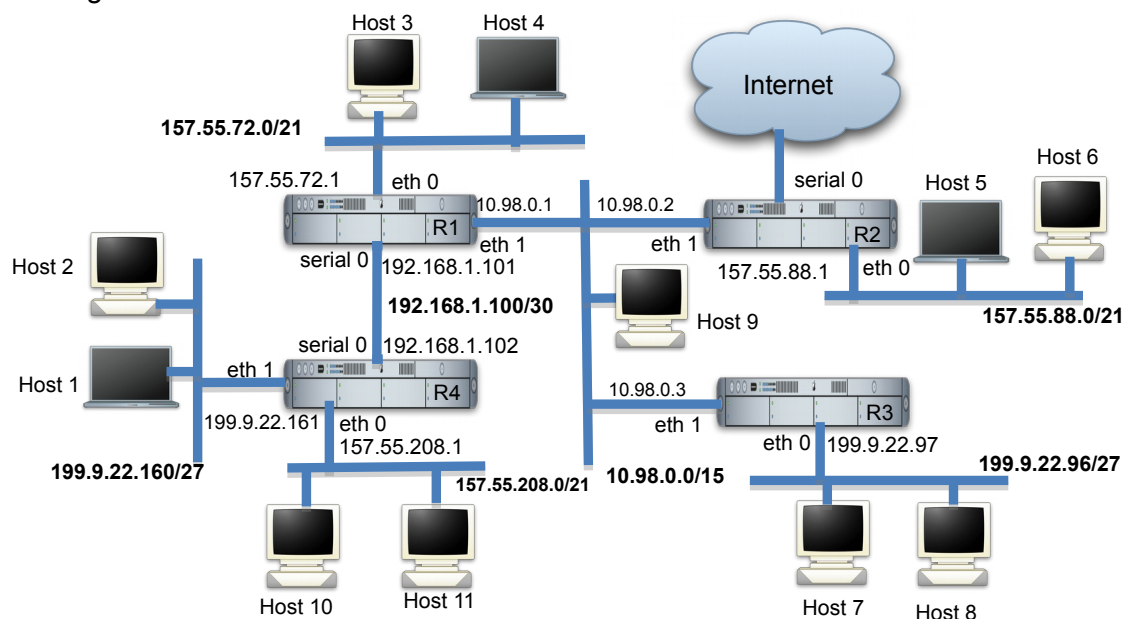 Host 3
Host 4
Internet
157.55.72.0/21
Host 6
157.55.72.1
eth 0
serial 0
Host 5
10.98.0.1
10.98.0.2
R1
R2
eth 1
eth 1
Host 2
serial 0
192.168.1.101
157.55.88.1
eth 0
192.168.1.100/30
Host 9
157.55.88.0/21
serial 0
192.168.1.102
Host 1
eth 1
10.98.0.3
R4
R3
199.9.22.161
eth 0
eth 1
eth 0
199.9.22.97
157.55.208.1
199.9.22.160/27
157.55.208.0/21
10.98.0.0/15
199.9.22.96/27
Host 10
Host 11
Host 7
Host 8